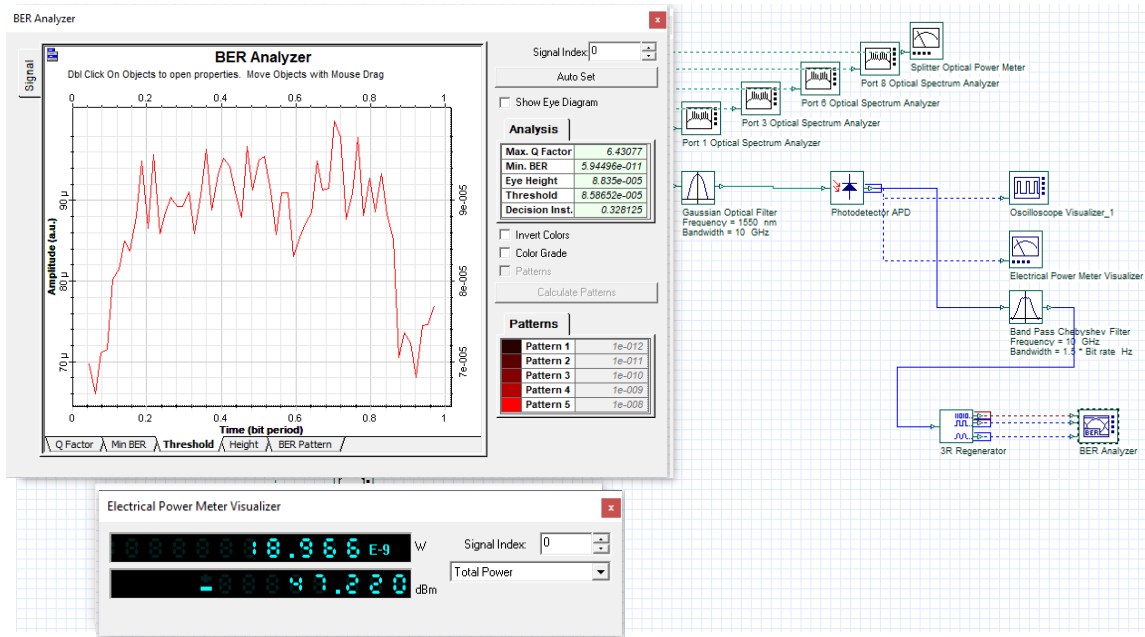 BER Analyzer
x
Signal
BER Analyzer
Dbl Click On Objects to open properties. Move Objects with Mouse Drag
0 0.2 0.4 0.6 0.8 1
Amplitude (a.u.)
90 µ
80 µ
70 µ
9e-005
8e-005
7e-005
0 0.2 0.4 0.6 0.8 1
Time (bit period)
Q Factor Min BER Threshold Height BER Pattern
Signal Index: 0
Auto Set
Show Eye Diagram
Analysis
Max. Q Factor 6.43077
Min. BER 5.94496e-011
Eye Height 8.835e-005
Threshold 8.58652e-005
Decision Inst. 0.328125
Invert Colors
Color Grade
Patterns
Calculate Patterns
Patterns
Pattern 1 1e-012
Pattern 2 1e-011
Pattern 3 1e-010
Pattern 4 1e-009
Pattern 5 1e-008
Splitter Optical Power Meter
Port 8 Optical Spectrum Analyzer
Port 6 Optical Spectrum Analyzer
Port 3 Optical Spectrum Analyzer
Port 1 Optical Spectrum Analyzer
Gaussian Optical Filter
Frequency = 1550 nm
Bandwidth = 10 GHz
Photodetector APD
Oscilloscope Visualizer_1
Electrical Power Meter Visualizer
Band Pass Chebyshev Filter
Frequency = 10 GHz
Bandwidth = 1.5 * Bit rate Hz
3R Regenerator
BER
BER Analyzer
Electrical Power Meter Visualizer
x
18.966 E-9 W
-47.220 dBm
Signal Index: 0
Total Power